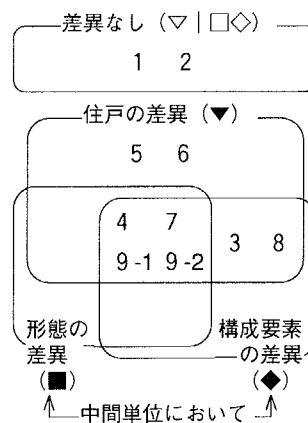 差異なし（▽｜□◇）
1 2
住戸の差異（▼）
5 6
4 7
3 8
9-1 9-2
形態の
差異
（■）
構成要素
の差異
（◆）
中間単位において